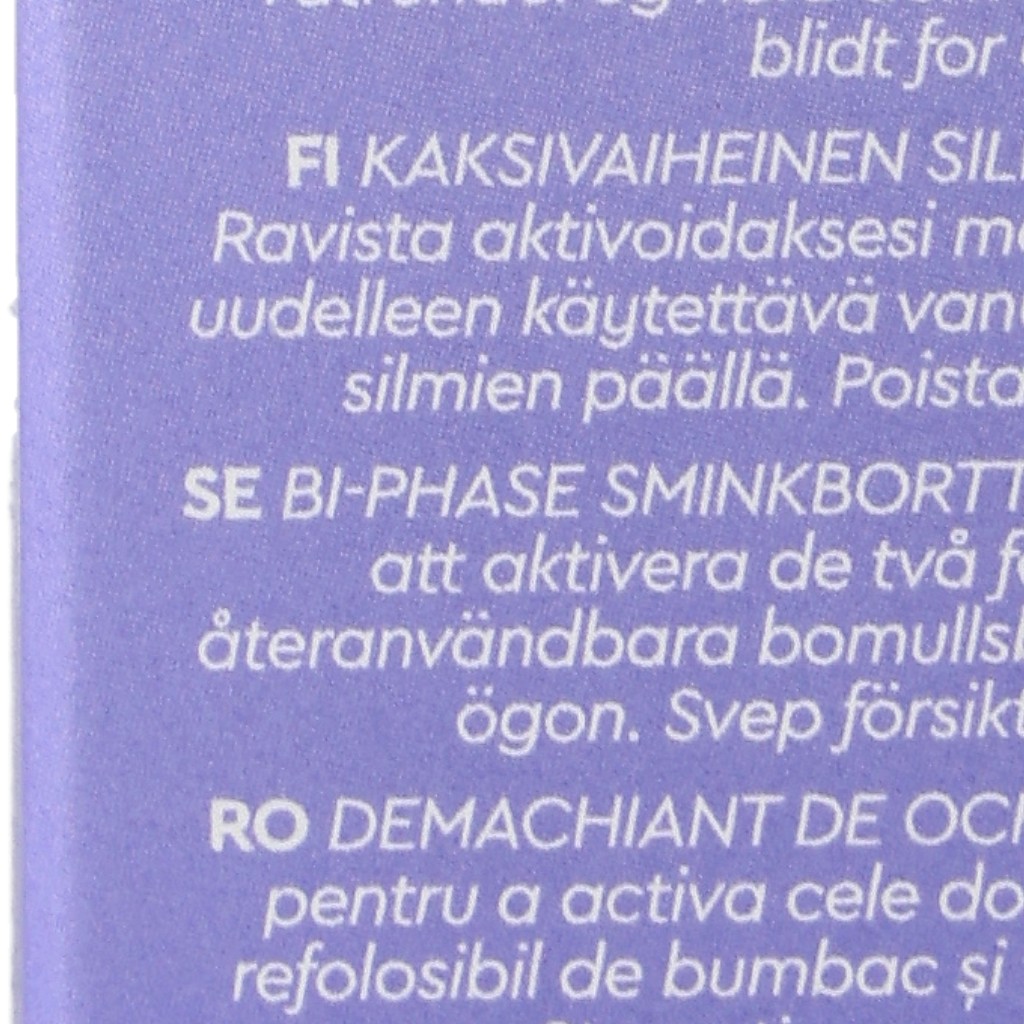 blidt for
FI KAKSIVAIHEINEN
Ravista aktivoidaksesi
uudelleen käytettävä
silmien päällä. Poista
SE BI-PHASE
att aktivera de två
återanvändbara
ögon. Svep
RO DEMACHIANT DE
pentru a activa cele
refolosibil de bumbac și